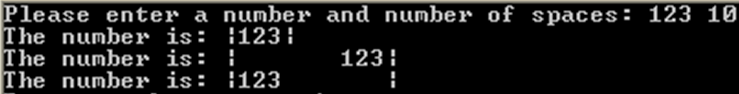 Please enter a number and number of spaces: 123 10
The number is: |123|
The number is: |       123|
The number is: |123       |